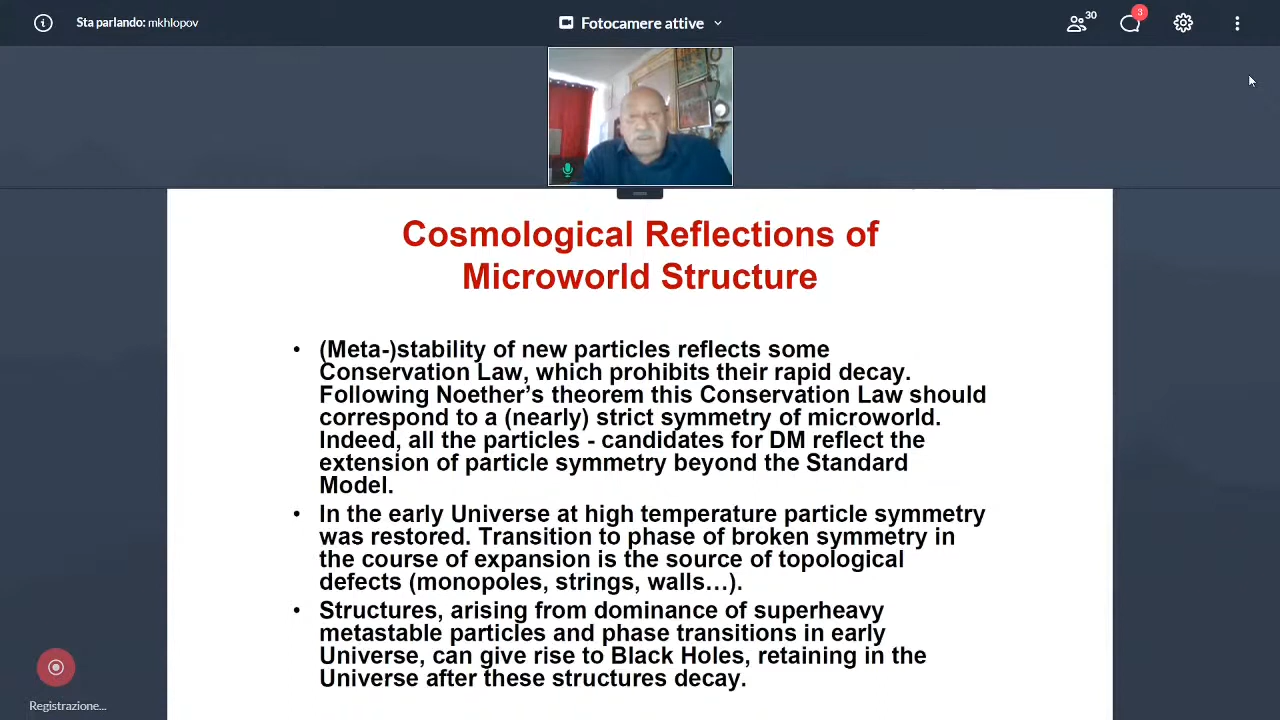 Sta parlando: mkhlopov
Fotocamere attive
30
3
Cosmological Reflections of
Microworld Structure
• (Meta-)stability of new particles reflects some
Conservation Law, which prohibits their rapid decay.
Following Noether's theorem this Conservation Law should
correspond to a (nearly) strict symmetry of microworld.
Indeed, all the particles - candidates for DM reflect the
extension of particle symmetry beyond the Standard
Model.
• In the early Universe at high temperature particle symmetry
was restored. Transition to phase of broken symmetry in
the course of expansion is the source of topological
defects (monopoles, strings, walls…).
• Structures, arising from dominance of superheavy
metastable particles and phase transitions in early
Universe, can give rise to Black Holes, retaining in the
Universe after these structures decay.
Registrazione...